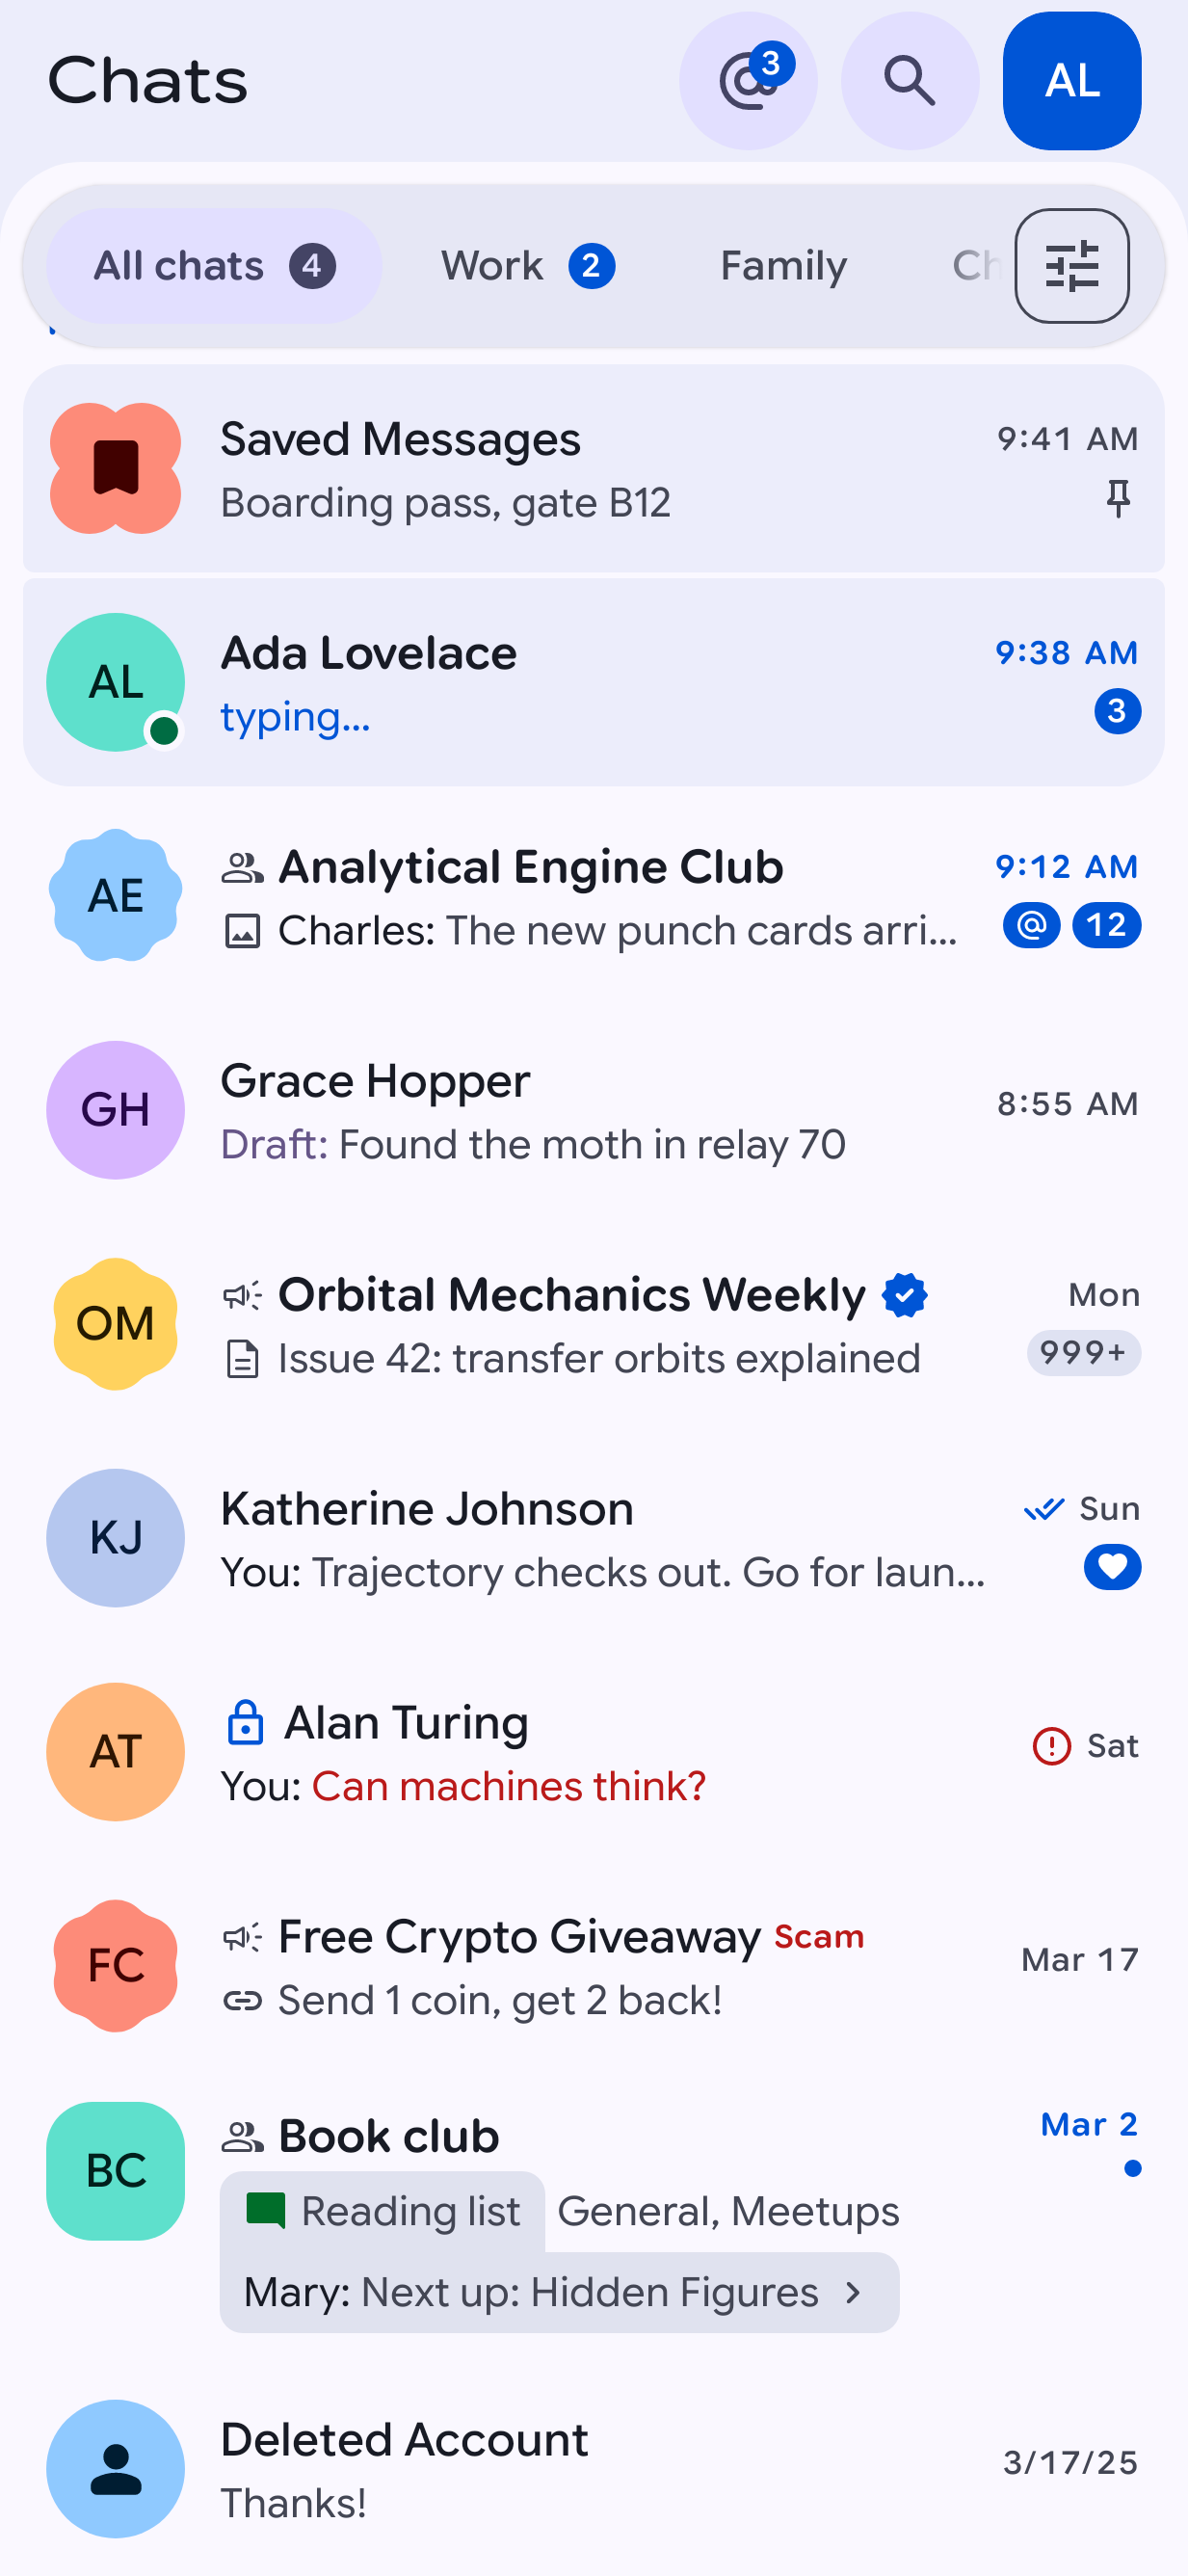 Chats
3
AL
All chats 4
Work 2
Family
Ch
Saved Messages
9:41 AM
Boarding pass, gate B12
AL
Ada Lovelace
9:38 AM
typing...
3
AE
Analytical Engine Club
9:12 AM
Charles: The new punch cards arri...
@ 12
GH
Grace Hopper
8:55 AM
Draft: Found the moth in relay 70
OM
Orbital Mechanics Weekly
Mon
Issue 42: transfer orbits explained
999+
KJ
Katherine Johnson
Sun
You: Trajectory checks out. Go for laun...
AT
Alan Turing
Sat
You: Can machines think?
FC
Free Crypto Giveaway Scam
Mar 17
Send 1 coin, get 2 back!
BC
Book club
Mar 2
Reading list General, Meetups
Mary: Next up: Hidden Figures
Deleted Account
3/17/25
Thanks!